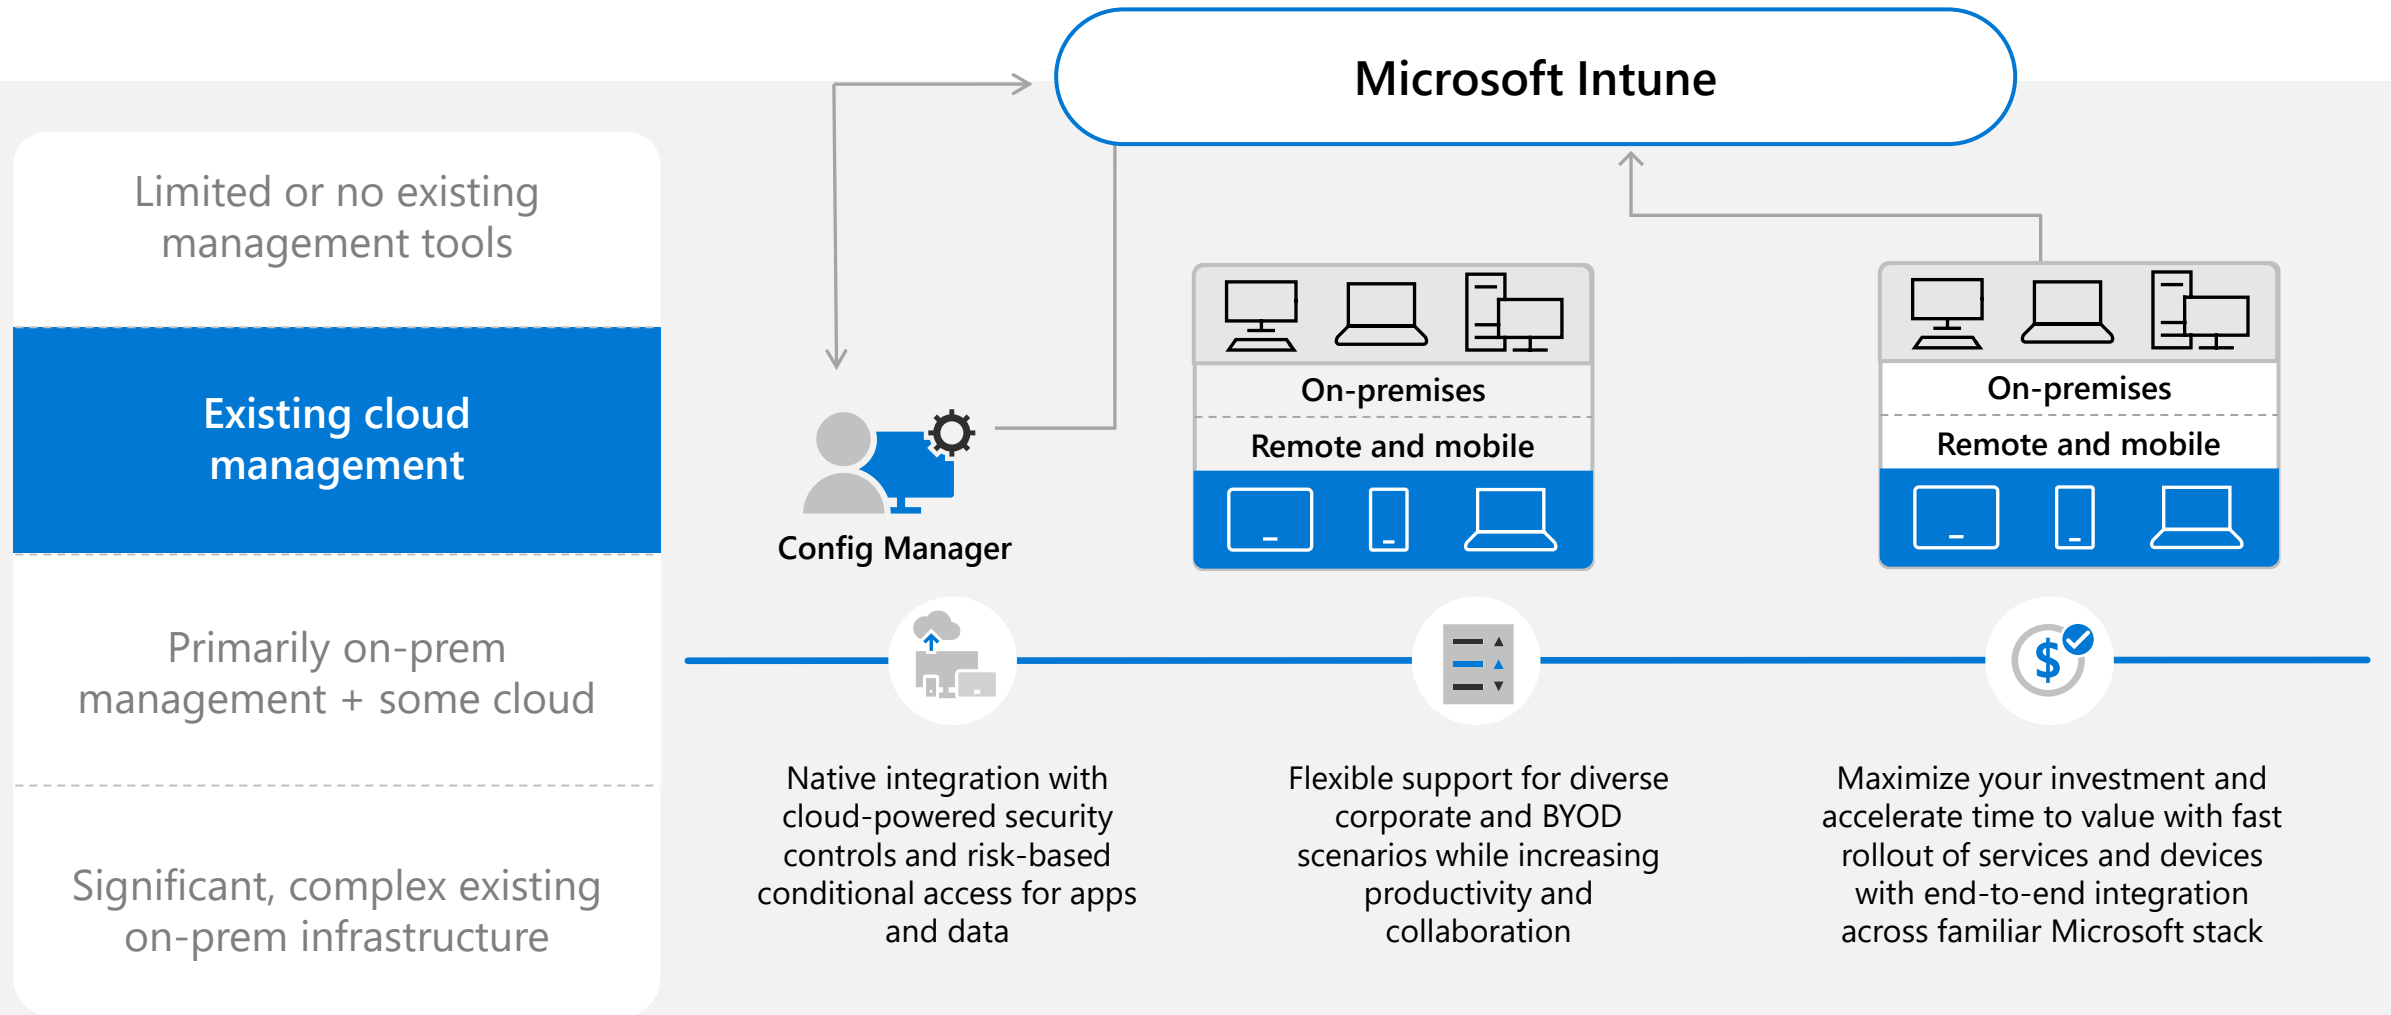 Microsoft Intune
Limited or no existing
management tools
Existing cloud
management
Primarily on-prem
management + some cloud
Significant, complex existing
on-prem infrastructure
Config Manager
On-premises
Remote and mobile
On-premises
Remote and mobile
$
Native integration with
cloud-powered security
controls and risk-based
conditional access for apps
and data
Flexible support for diverse
corporate and BYOD
scenarios while increasing
productivity and
collaboration
Maximize your investment and
accelerate time to value with fast
rollout of services and devices
with end-to-end integration
across familiar Microsoft stack